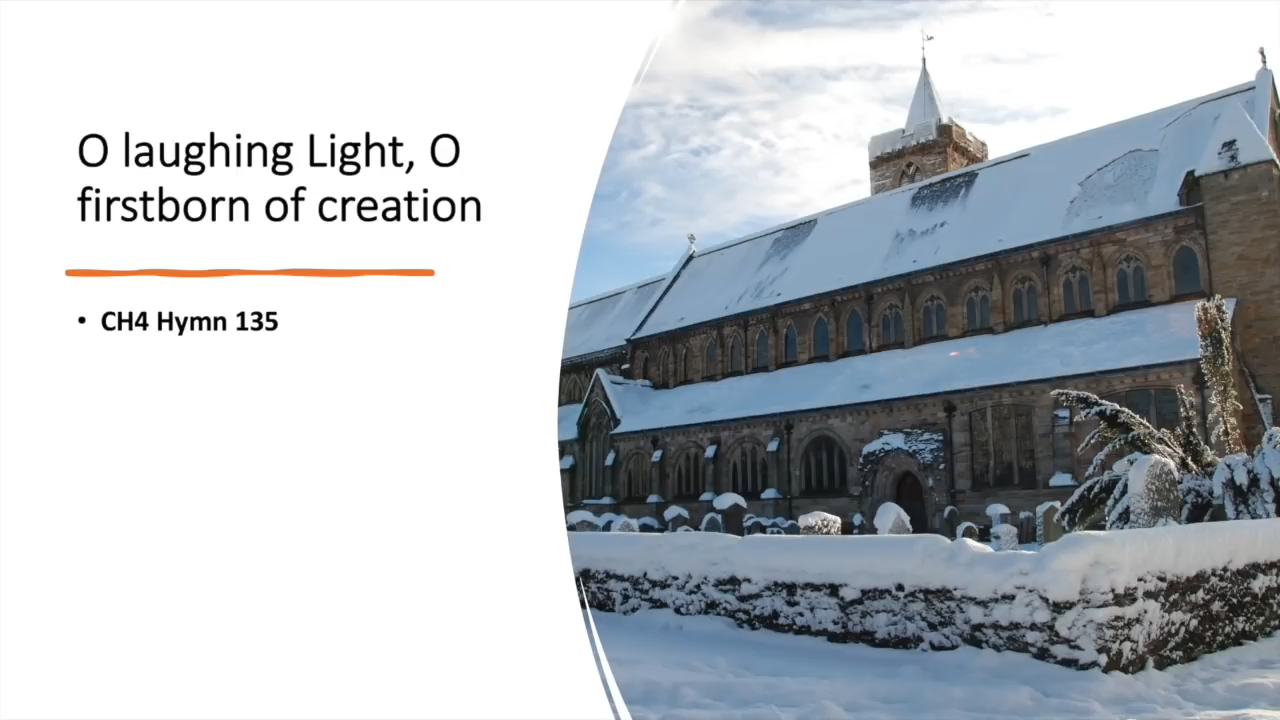 O laughing Light, O
firstborn of creation
• CH4 Hymn 135